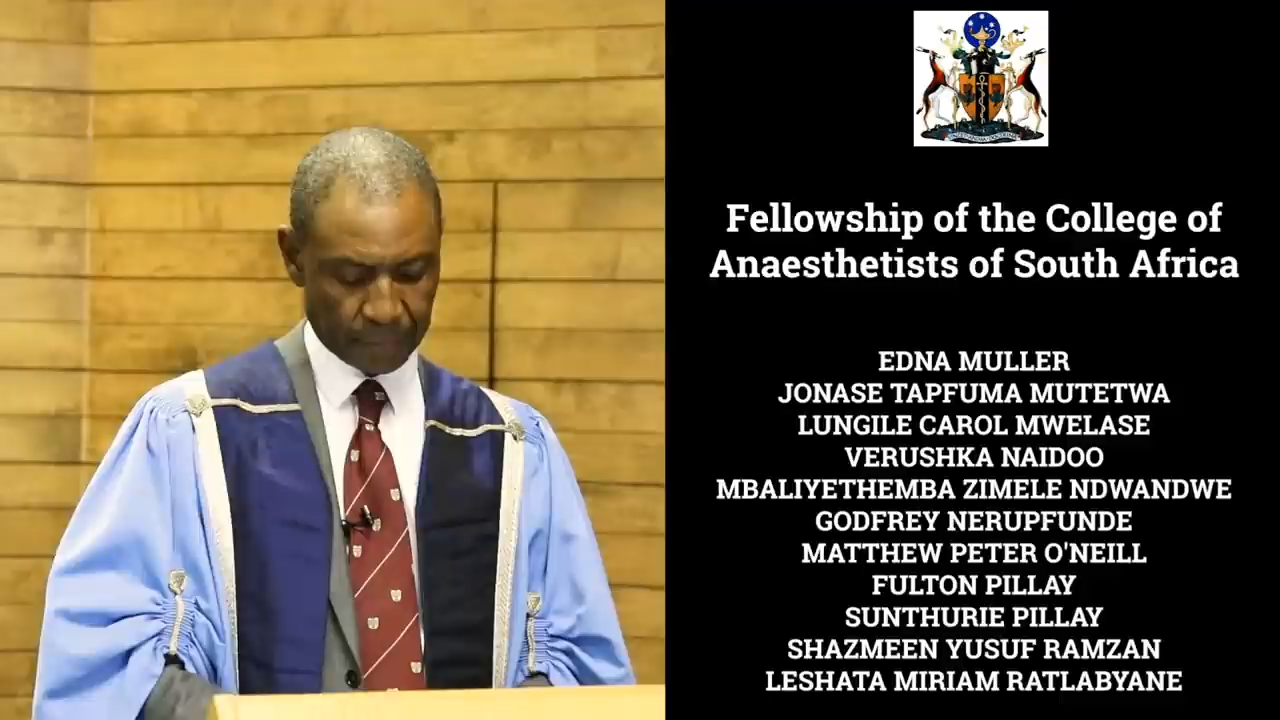 Fellowship of the College of
Anaesthetists of South Africa
EDNA MULLER
JONASE TAPFUMA MUTETWA
LUNGILE CAROL MWELASE
VERUSHKA NAIDOO
MBALIYETHEMBA ZIMELE NDWANDWE
GODFREY NERUPFUNDE
MATTHEW PETER O'NEILL
FULTON PILLAY
SUNTHURIE PILLAY
SHAZMEEN YUSUF RAMZAN
LESHATA MIRIAM RATLABYANE